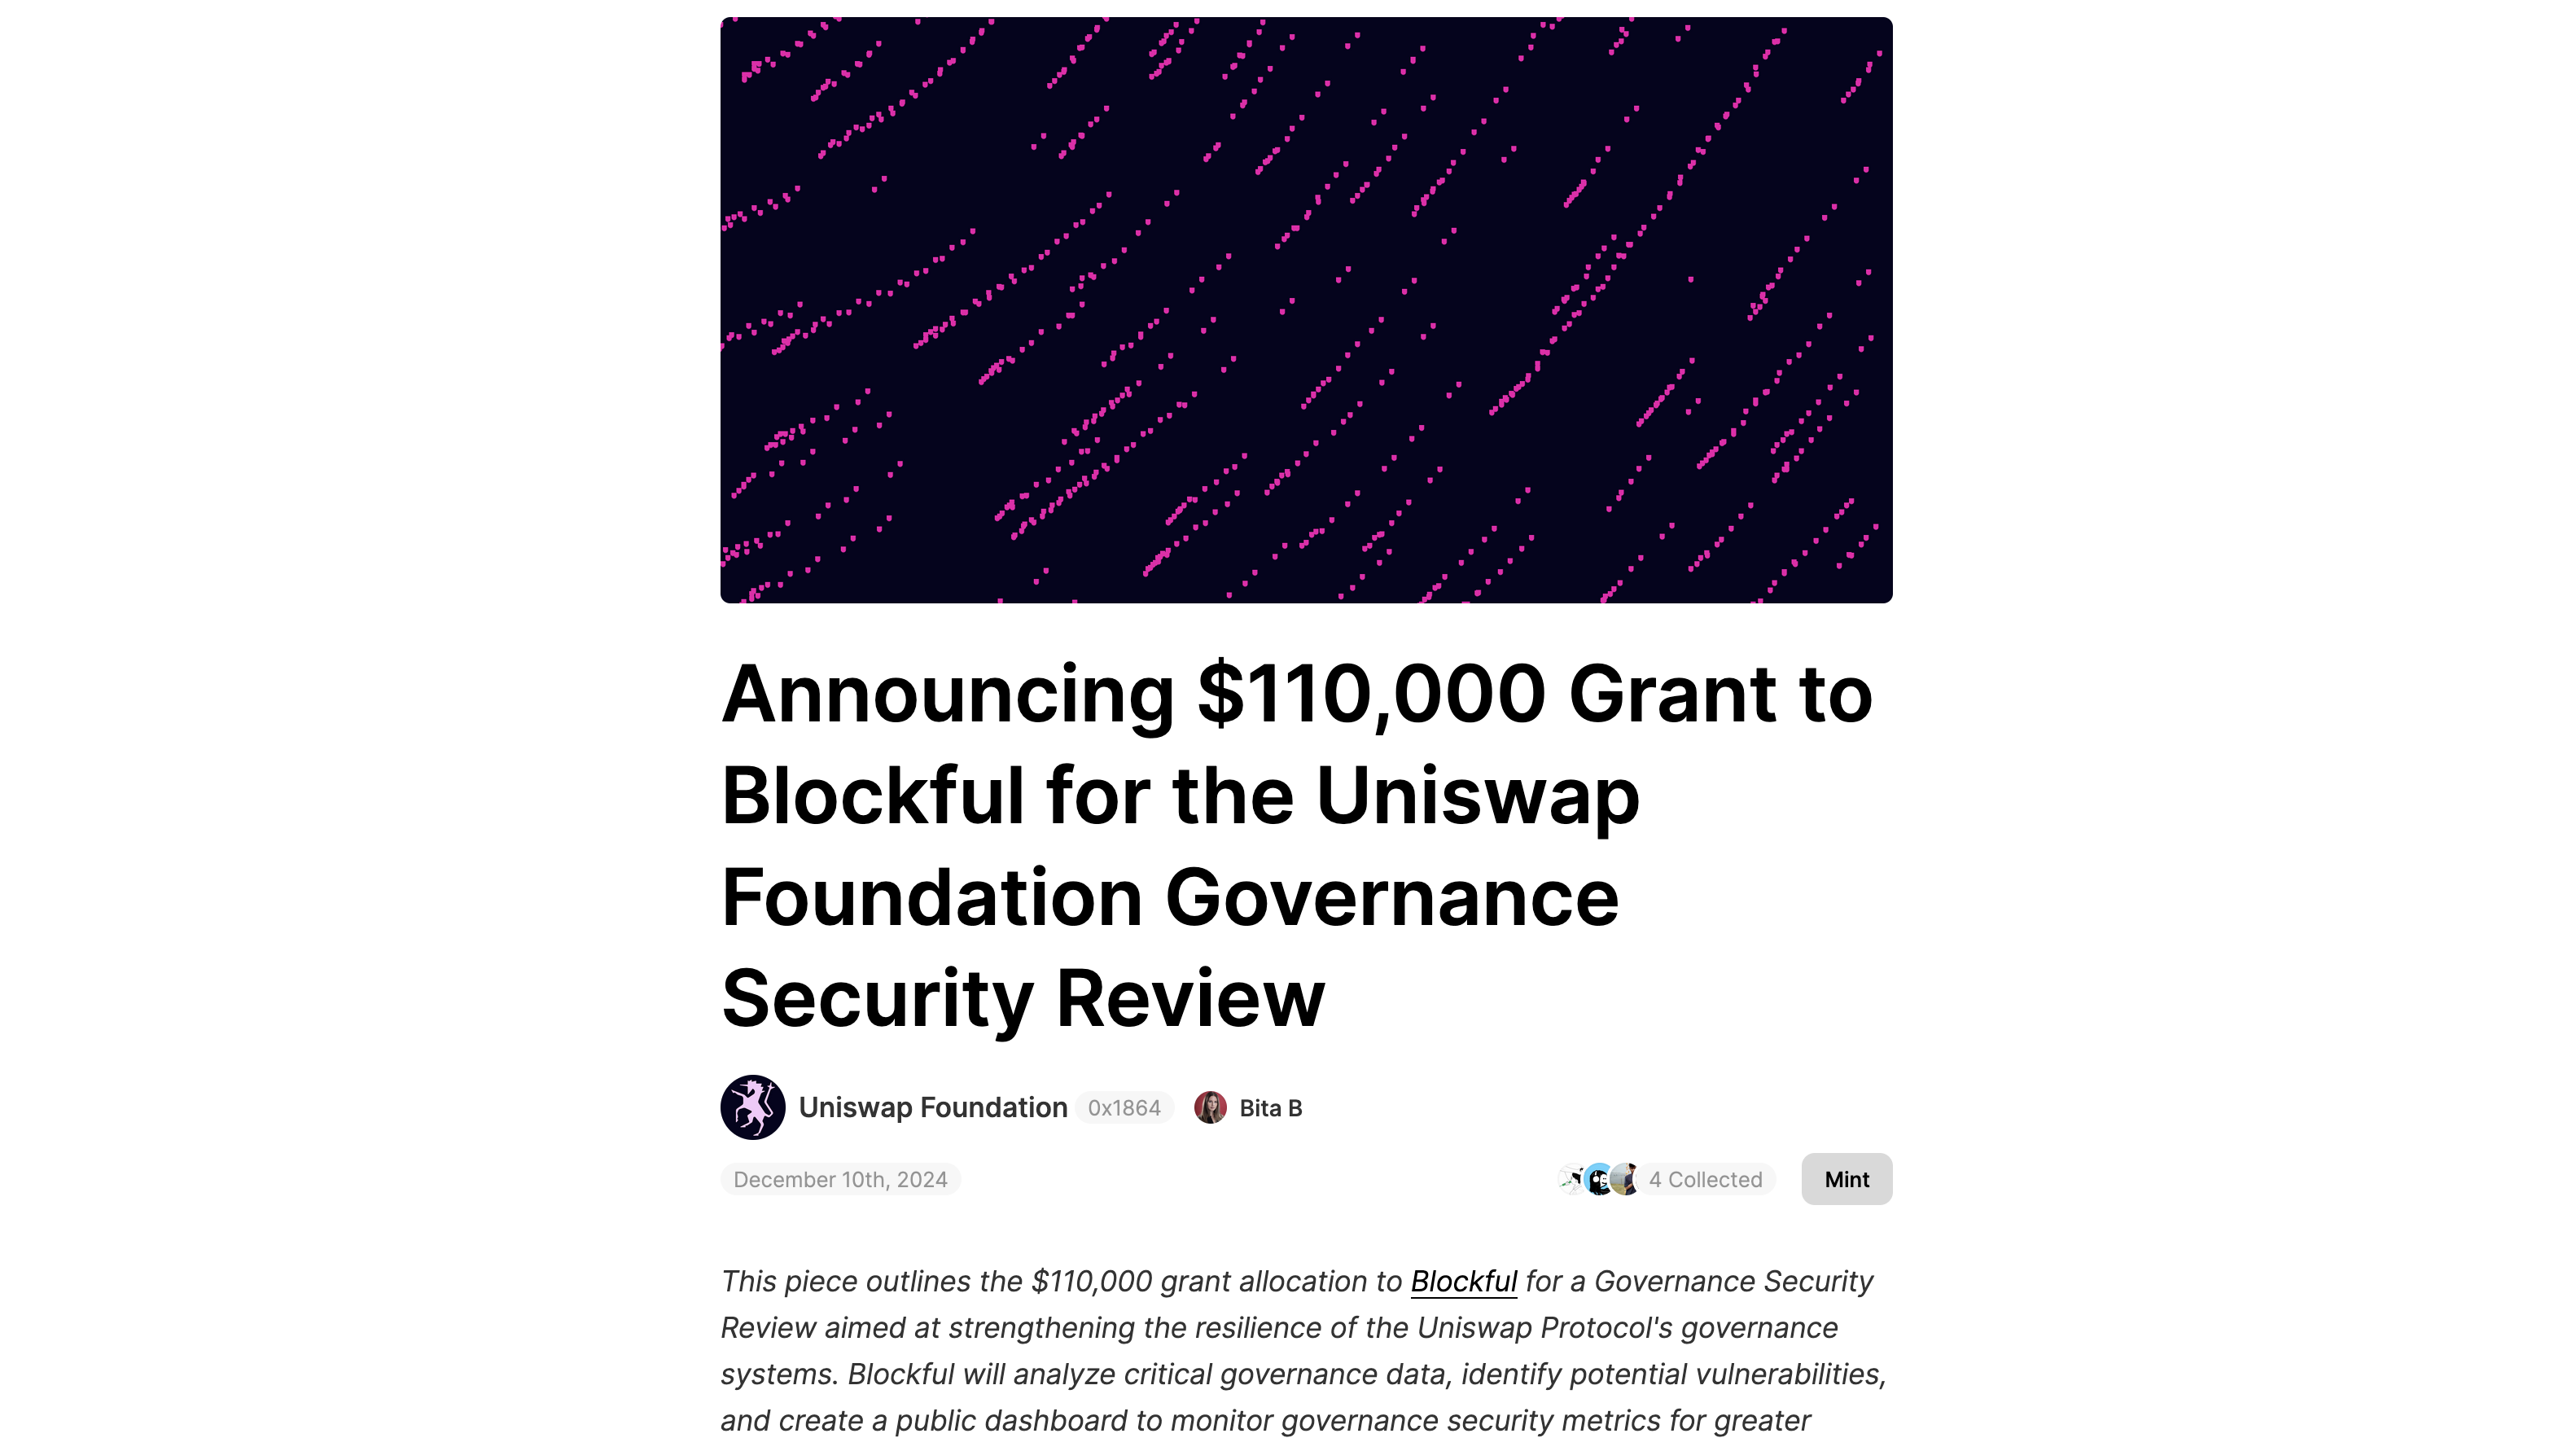 Announcing $110,000 Grant to
Blockful for the Uniswap
Foundation Governance
Security Review
Uniswap Foundation 0x1864 Bita B
December 10th, 2024 4 Collected Mint
This piece outlines the $110,000 grant allocation to Blockful for a Governance Security
Review aimed at strengthening the resilience of the Uniswap Protocol's governance
systems. Blockful will analyze critical governance data, identify potential vulnerabilities,
and create a public dashboard to monitor governance security metrics for greater